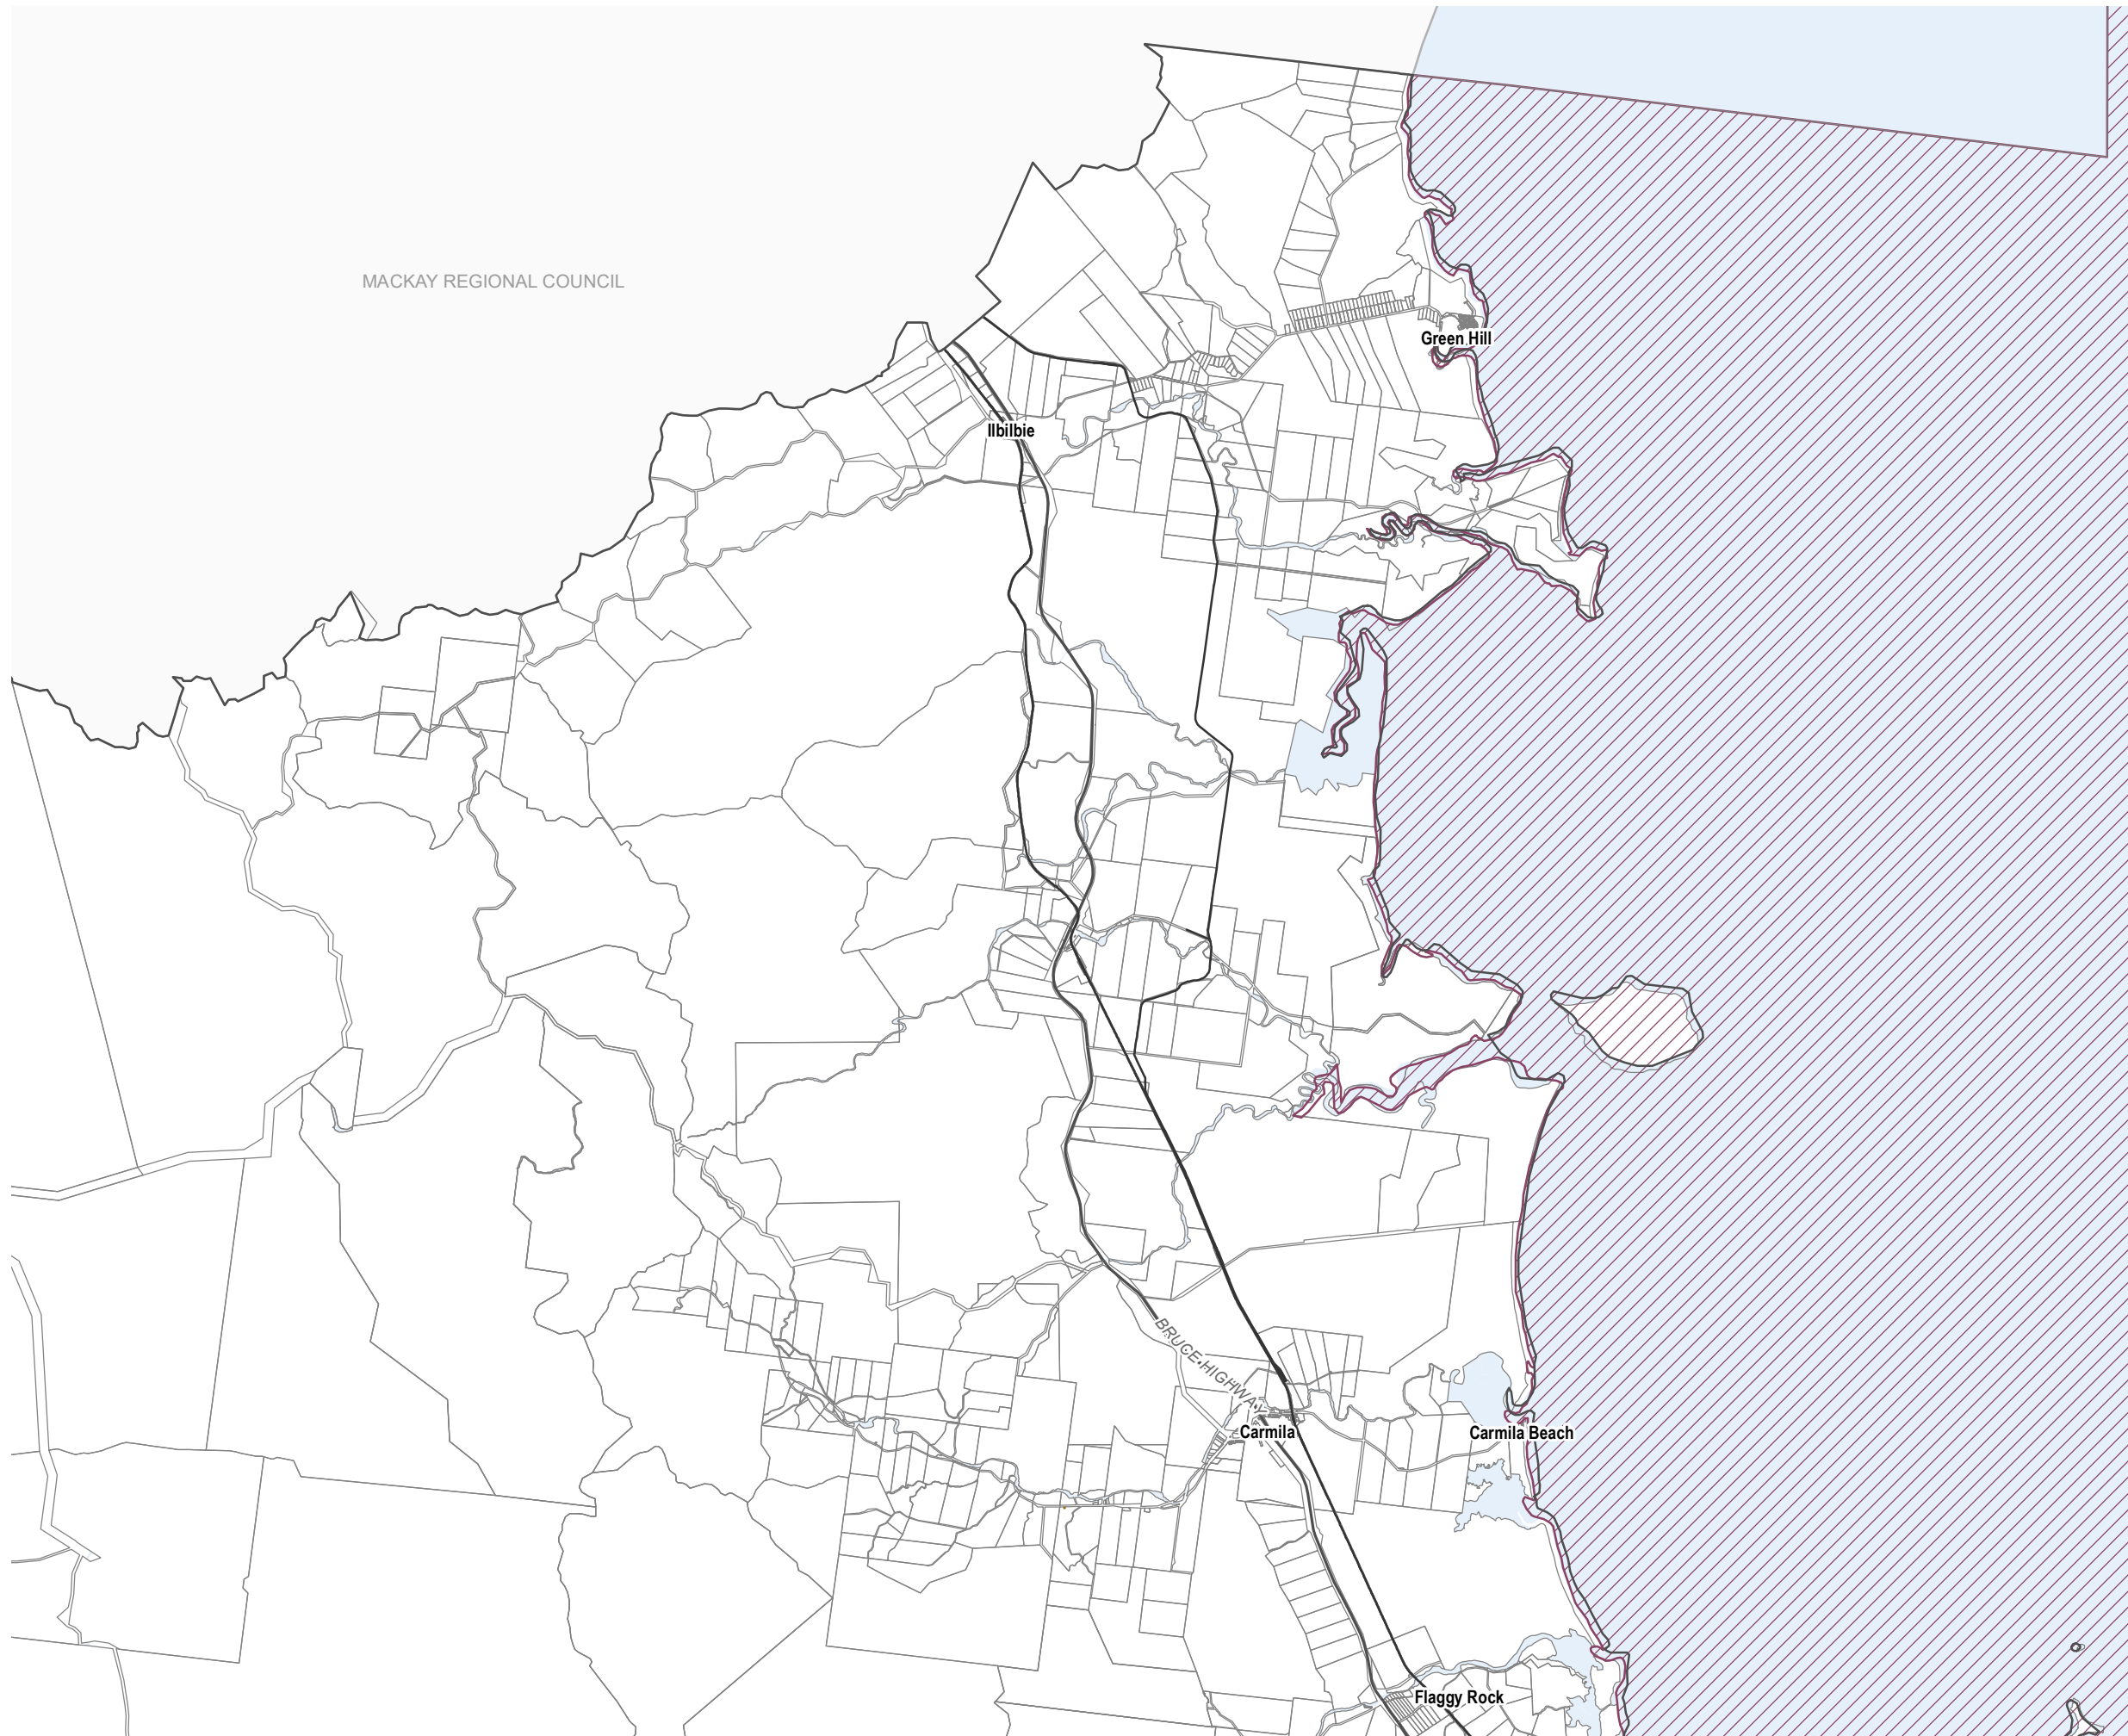 MACKAY REGIONAL COUNCIL
Green Hill
Ilbilbie
BRUCE HIGHWAY
Carmila
Carmila Beach
Flaggy Rock